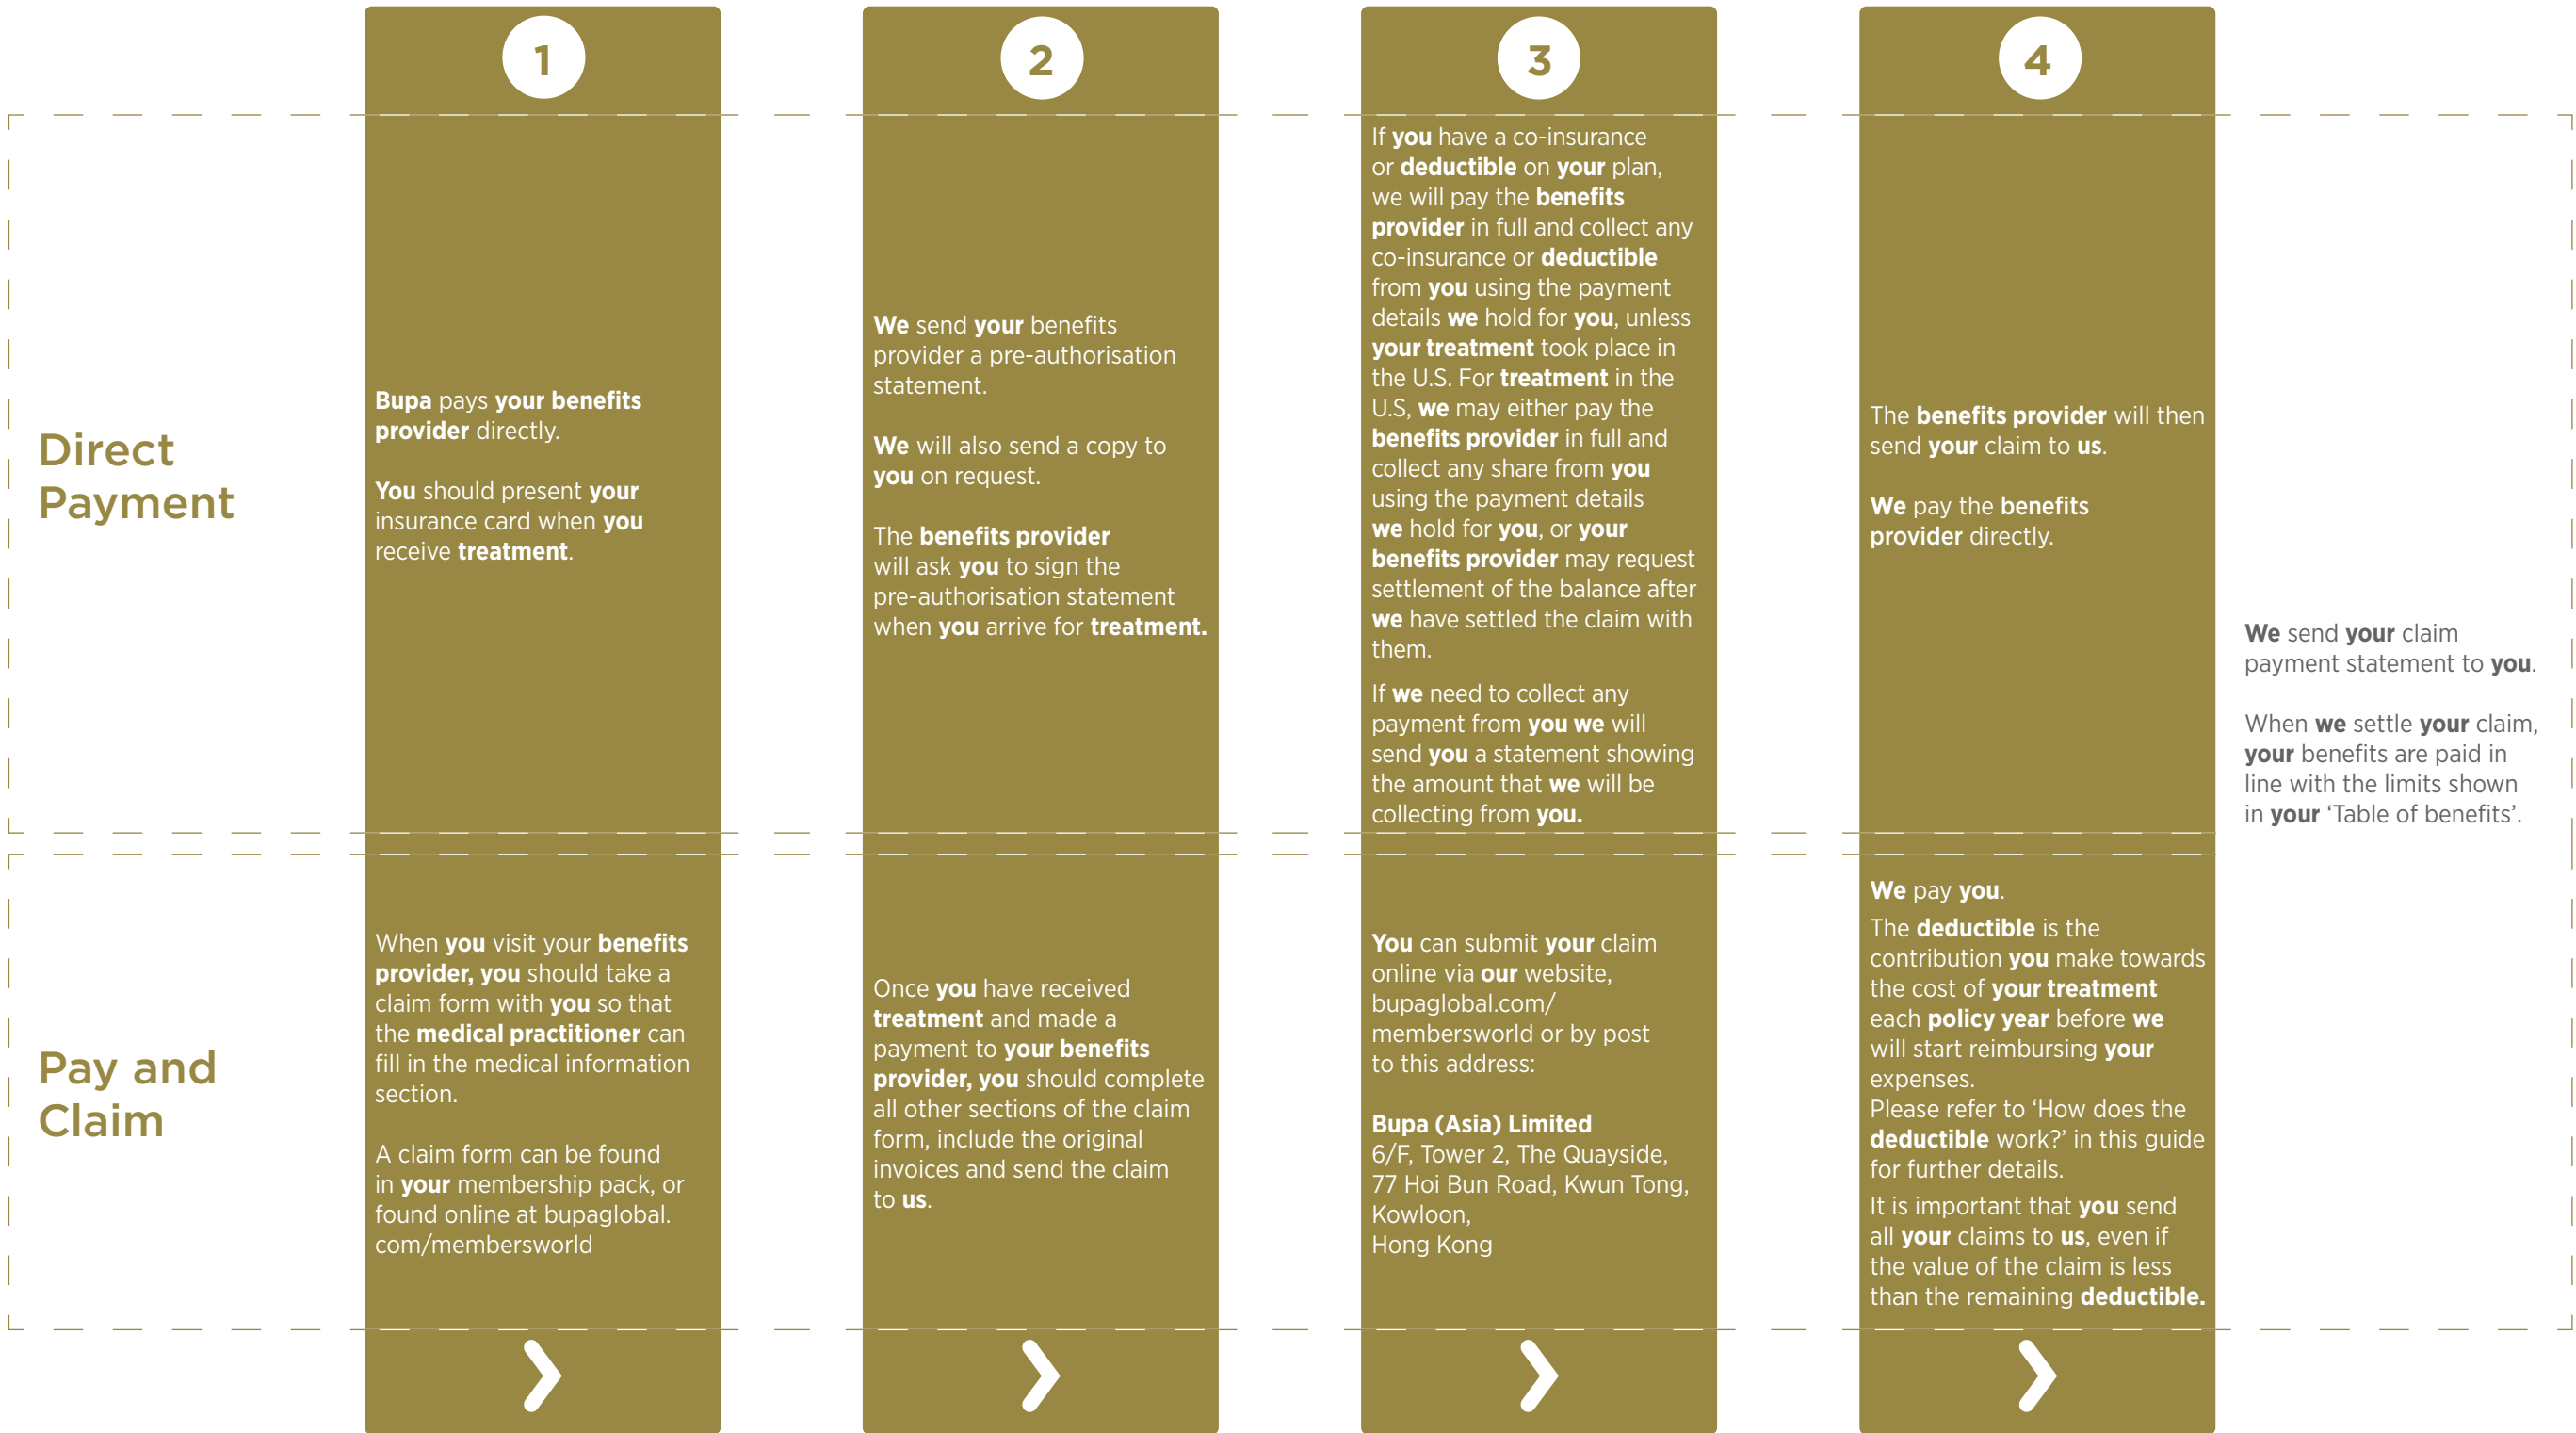 1
2
3
4
Direct
Payment
Bupa pays your benefits
provider directly.
You should present your
insurance card when you
receive treatment.
We send your benefits
provider a pre-authorisation
statement.
We will also send a copy to
you on request.
The benefits provider
will ask you to sign the
pre-authorisation statement
when you arrive for treatment.
If you have a co-insurance
or deductible on your plan,
we will pay the benefits
provider in full and collect any
co-insurance or deductible
from you using the payment
details we hold for you, unless
your treatment took place in
the U.S. For treatment in the
U.S, we may either pay the
benefits provider in full and
collect any share from you
using the payment details
we hold for you, or your
benefits provider may request
settlement of the balance after
we have settled the claim with
them.
If we need to collect any
payment from you we will
send you a statement showing
the amount that we will be
collecting from you.
The benefits provider will then
send your claim to us.
We pay the benefits
provider directly.
Pay and
Claim
When you visit your benefits
provider, you should take a
claim form with you so that
the medical practitioner can
fill in the medical information
section.
A claim form can be found
in your membership pack, or
found online at bupaglobal.
com/membersworld
Once you have received
treatment and made a
payment to your benefits
provider, you should complete
all other sections of the claim
form, include the original
invoices and send the claim
to us.
You can submit your claim
online via our website,
bupaglobal.com/
membersworld or by post
to this address:
Bupa (Asia) Limited
6/F, Tower 2, The Quayside,
77 Hoi Bun Road, Kwun Tong,
Kowloon,
Hong Kong
We pay you.
The deductible is the
contribution you make towards
the cost of your treatment
each policy year before we
will start reimbursing your
expenses.
Please refer to ‘How does the
deductible work?’ in this guide
for further details.
It is important that you send
all your claims to us, even if
the value of the claim is less
than the remaining deductible.
We send your claim
payment statement to you.
When we settle your claim,
your benefits are paid in
line with the limits shown
in your ‘Table of benefits’.